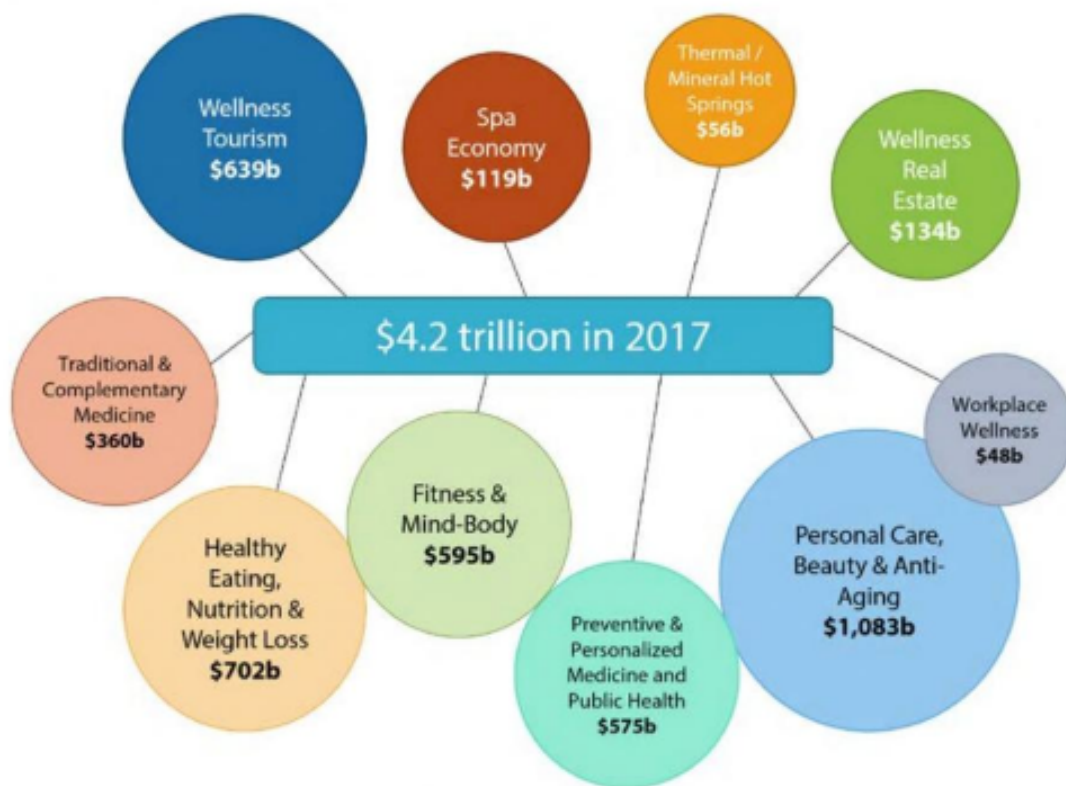 Wellness
Tourism
$639b
Spa
Economy
$119b
Thermal /
Mineral Hot
Springs
$56b
Wellness
Real
Estate
$134b
$4.2 trillion in 2017
Traditional &
Complementary
Medicine
$360b
Workplace
Wellness
$48b
Healthy
Eating,
Nutrition &
Weight Loss
$702b
Fitness &
Mind-Body
$595b
Preventive &
Personalized
Medicine and
Public Health
$575b
Personal Care,
Beauty & Anti-
Aging
$1,083b